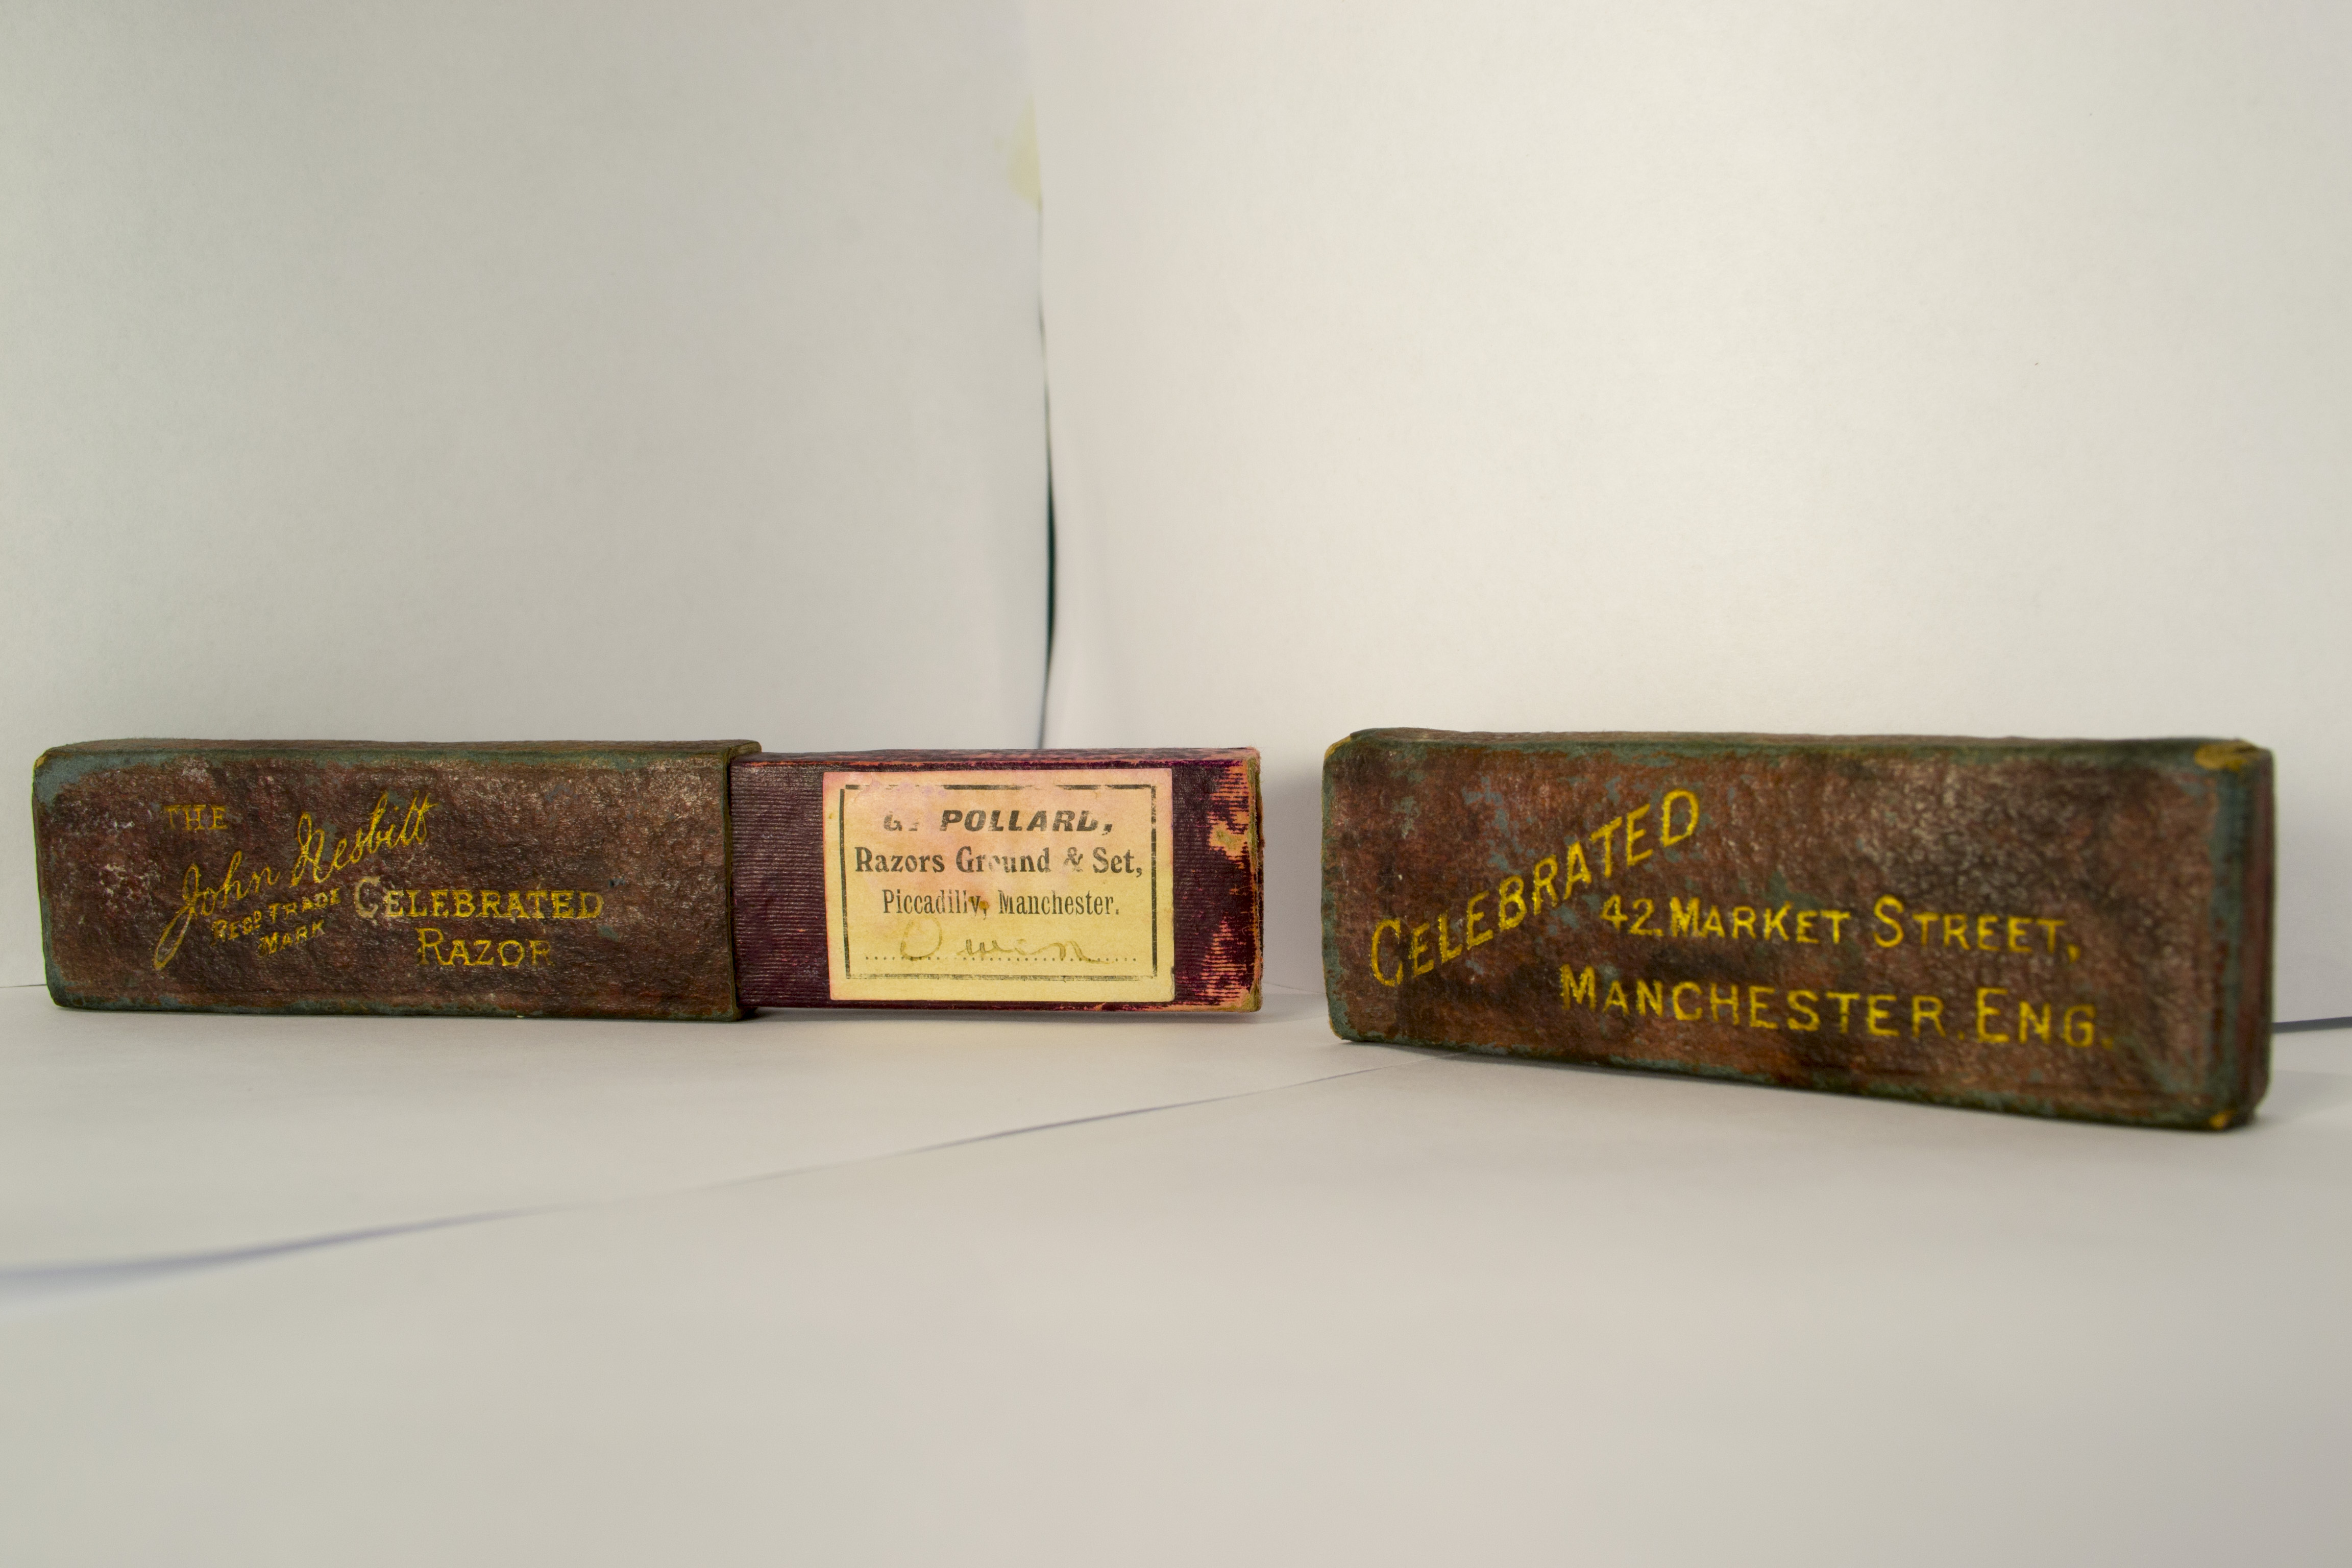 THE
John Nesbitt
REGD TRADE
MARK
CELEBRATED
RAZOR
G. POLLARD,
Razors Ground & Set,
Piccadilly, Manchester.
CELEBRATED
42 MARKET STREET,
MANCHESTER. ENG.